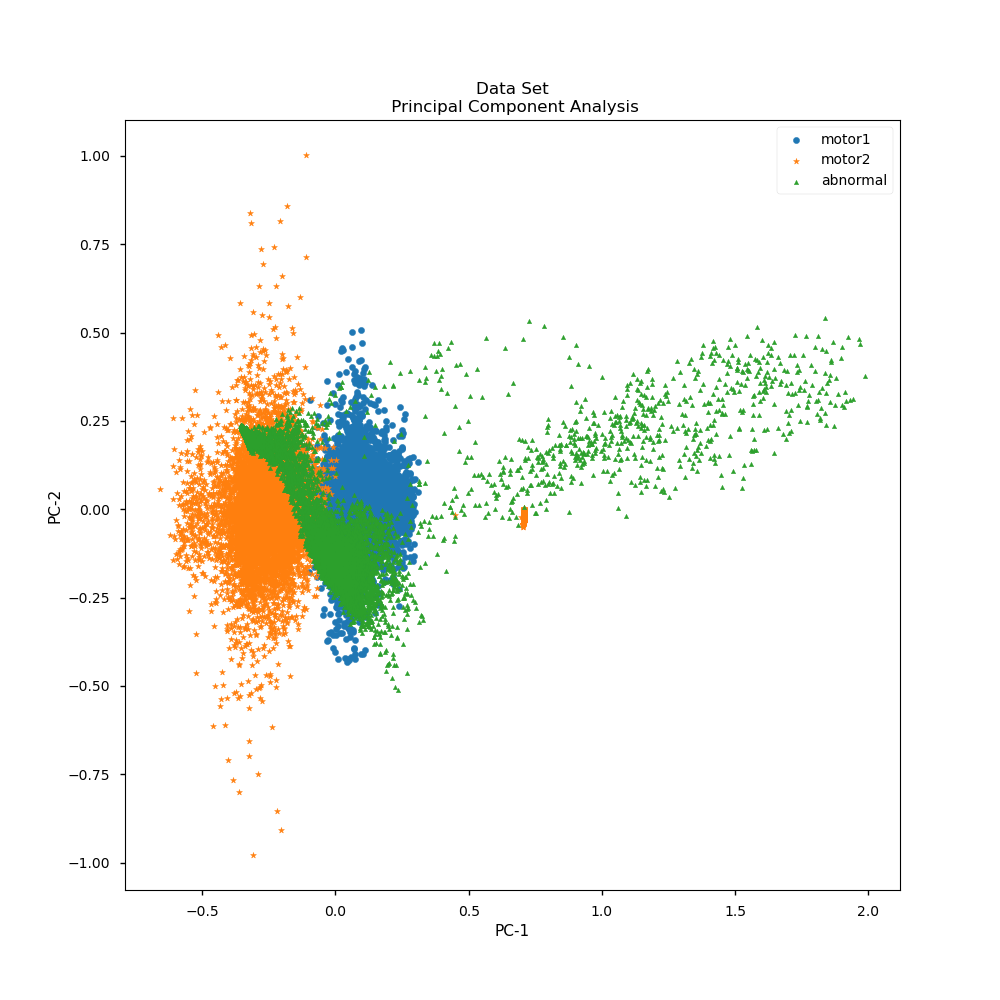 Data Set
Principal Component Analysis
motor1
motor2
abnormal
1.00
0.75
0.50
0.25
0.00
−0.25
−0.50
−0.75
−1.00
PC-2
−0.5
0.0
0.5
1.0
1.5
2.0
PC-1